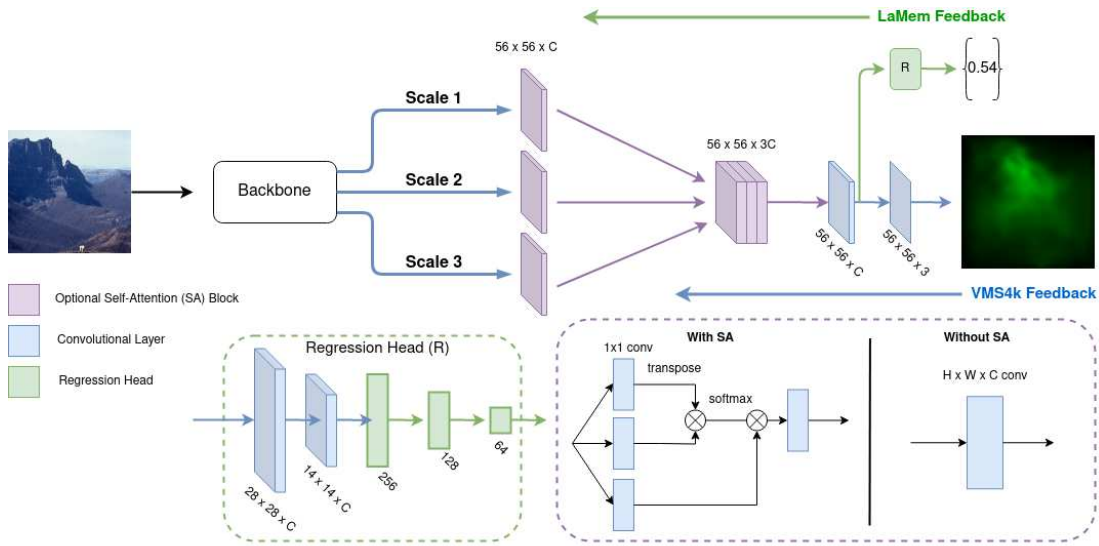 LaMem Feedback
56 x 56 x C
R
{0.54}
Scale 1
56 x 56 x 3C
Backbone
Scale 2
Scale 3
56 x 56 x C
56 x 56 x 3
VMS4k Feedback
Optional Self-Attention (SA) Block
Convolutional Layer
Regression Head
Regression Head (R)
28 x 28 x C
14 x 14 x C
256
128
64
With SA
1x1 conv
transpose
softmax
Without SA
H x W x C conv